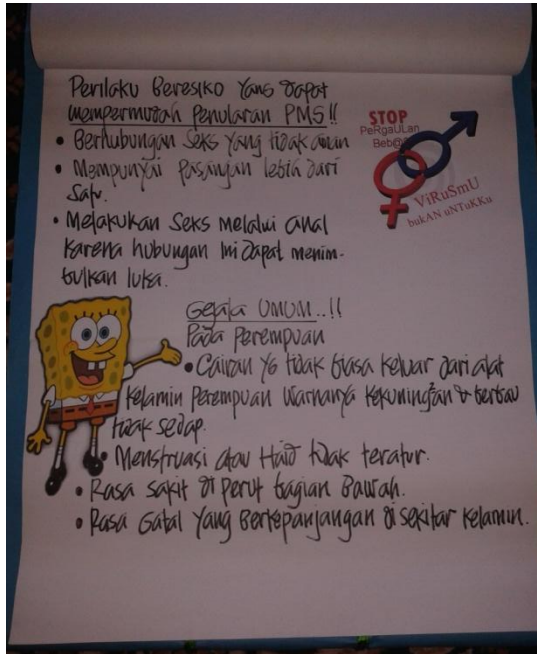 Perilaku Beresiko Yang dapat
mempermudah Penularan PMS!!
• Berhubungan Seks Yang tidak aman
• Mempunyai Pasangan lebih dari
Satu.
• Melakukan Seks Melalui anal
Karena hubungan ini dapat menim-
bulkan luka.
STOP
PeRgaULan
Beb@s
ViRuSmU
bukAN uNTuKKu
Gejala UMUM..!!
Pada Perempuan
• Cairan Yg tidak biasa keluar dari alat
kelamin Perempuan Warnanya Kekuningan & berbau
tidak sedap.
• Menstruasi atau Haid tidak teratur.
• Rasa sakit di perut bagian Bawah.
• Rasa Gatal Yang Berkepanjangan di sekitar kelamin.